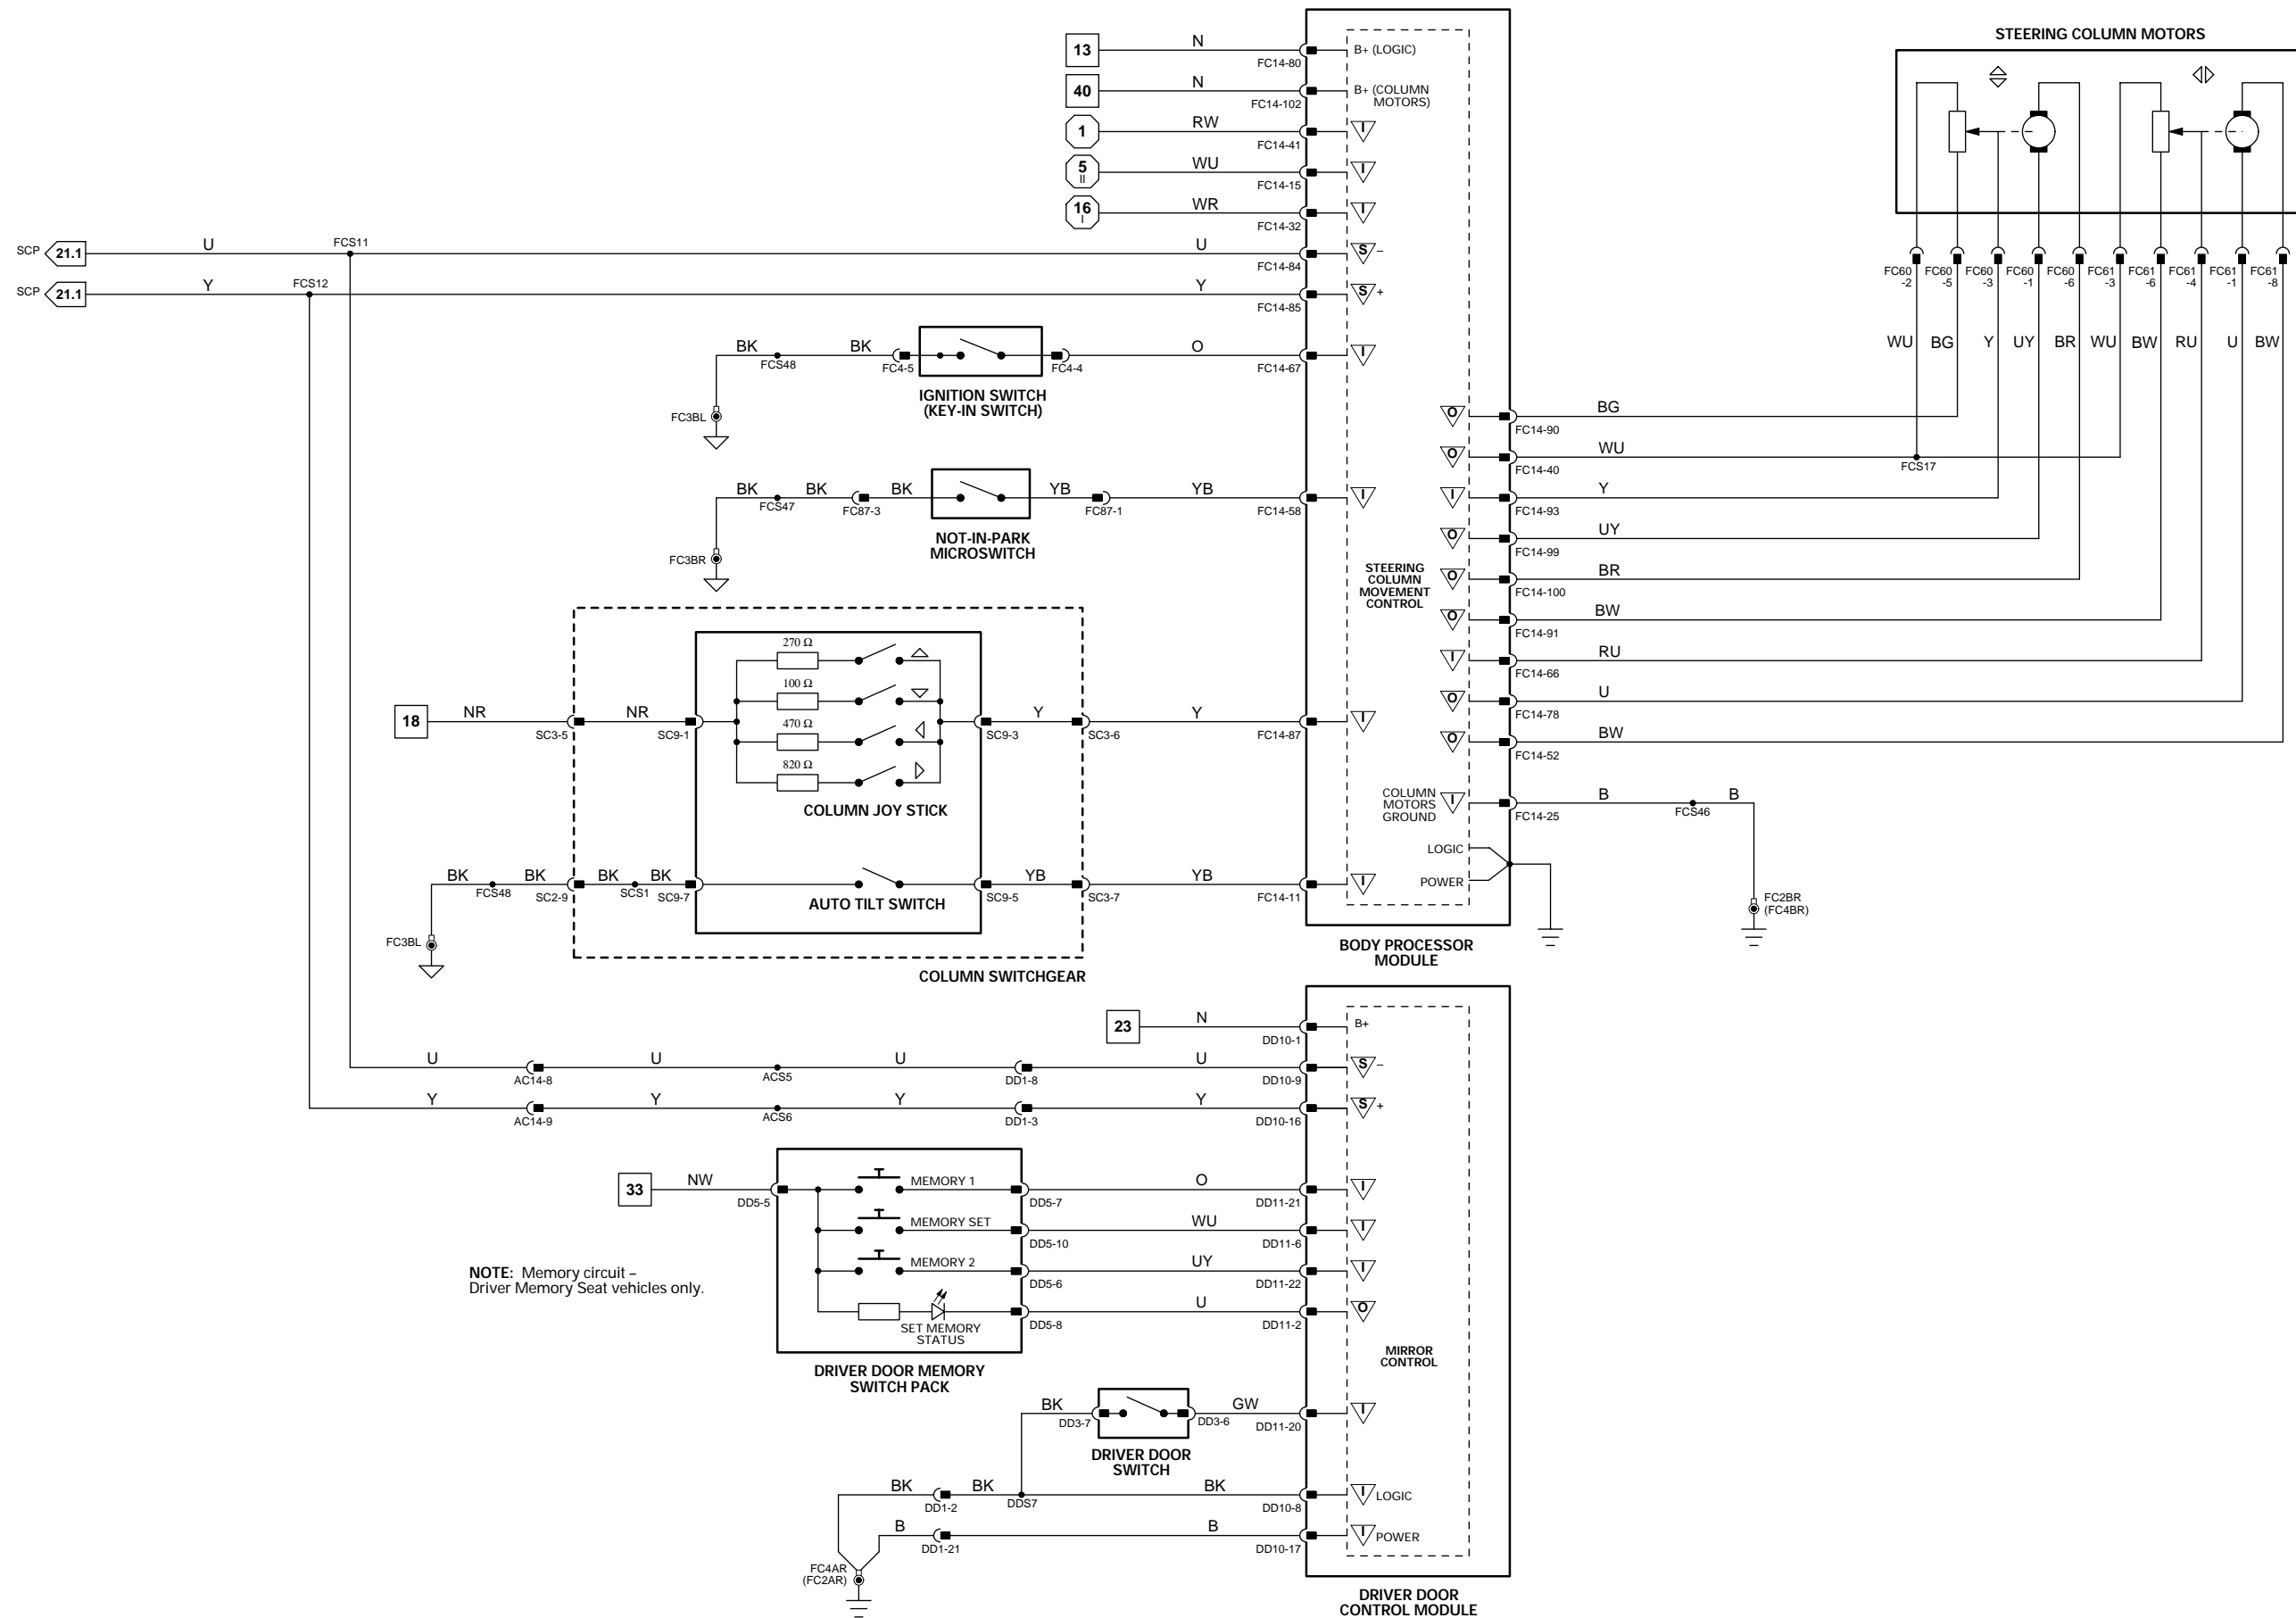 STEERING COLUMN MOTORS
13 N FC14-80 B+ (LOGIC)
40 N FC14-102 B+ (COLUMN
MOTORS)
1 RW FC14-41 I
5
II WU FC14-15 I
16
I WR FC14-32 I
SCP 21.1 U FCS11 U FC14-84 S –
SCP 21.1 Y FCS12 Y FC14-85 S +
FC60
-2
FC60
-5
FC60
-3
FC60
-1
FC60
-6
FC61
-3
FC61
-6
FC61
-4
FC61
-1
FC61
-8
WU BG Y UY BR WU BW RU U BW
BK FCS48 BK FC4-5 FC4-4 O FC14-67 I
IGNITION SWITCH
(KEY-IN SWITCH)
FC3BL
BK FCS47 BK FC87-3 BK YB FC87-1 YB FC14-58 I
NOT-IN-PARK
MICROSWITCH
FC3BR
O FC14-90 BG
O FC14-40 WU FCS17
I FC14-93 Y
O FC14-99 UY
O FC14-100 BR
O FC14-91 BW
I FC14-66 RU
O FC14-78 U
O FC14-52 BW
STEERING
COLUMN
MOVEMENT
CONTROL
270 Ω
100 Ω
470 Ω
820 Ω
18 NR SC3-5 NR SC9-1 SC9-3 Y SC3-6 Y FC14-87 I
COLUMN JOY STICK
COLUMN
MOTORS
GROUND
I FC14-25 B FCS46 B
LOGIC
POWER
FC2BR
(FC4BR)
BK FCS48 BK SC2-9 BK SCS1 BK SC9-7 SC9-5 YB SC3-7 YB FC14-11 I
AUTO TILT SWITCH
FC3BL
COLUMN SWITCHGEAR
BODY PROCESSOR
MODULE
23 N DD10-1 B+
U AC14-8 U ACS5 U DD1-8 U DD10-9 S –
Y AC14-9 Y ACS6 Y DD1-3 Y DD10-16 S +
33 NW DD5-5 MEMORY 1 DD5-7 O DD11-21 I
MEMORY SET DD5-10 WU DD11-6 I
MEMORY 2 DD5-6 UY DD11-22 I
SET MEMORY
STATUS
DD5-8 U DD11-2 O
NOTE: Memory circuit –
Driver Memory Seat vehicles only.
DRIVER DOOR MEMORY
SWITCH PACK
MIRROR
CONTROL
BK DD3-7 DD3-6 GW DD11-20 I
DRIVER DOOR
SWITCH
BK DD1-2 BK DDS7 BK DD10-8 I LOGIC
B DD1-21 B DD10-17 I POWER
FC4AR
(FC2AR)
DRIVER DOOR
CONTROL MODULE